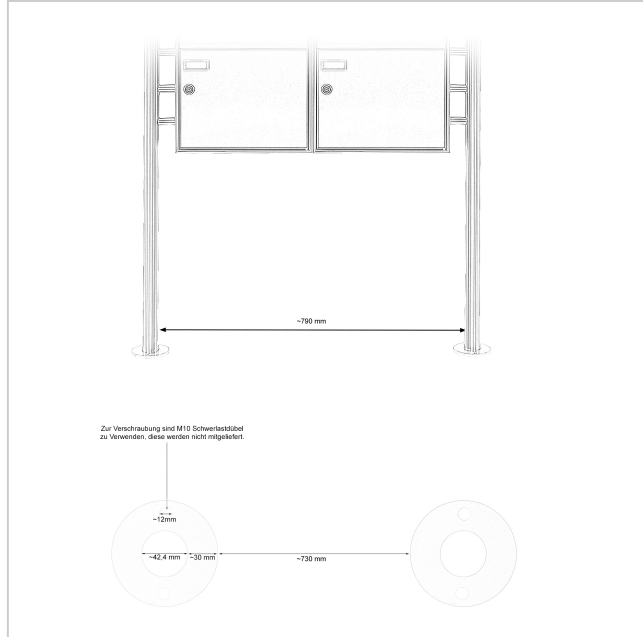 ~790 mm
Zur Verschraubung sind M10 Schwerlastdübel
zu Verwenden, diese werden nicht mitgeliefert.
~12mm
~42,4 mm
~30 mm
~730 mm